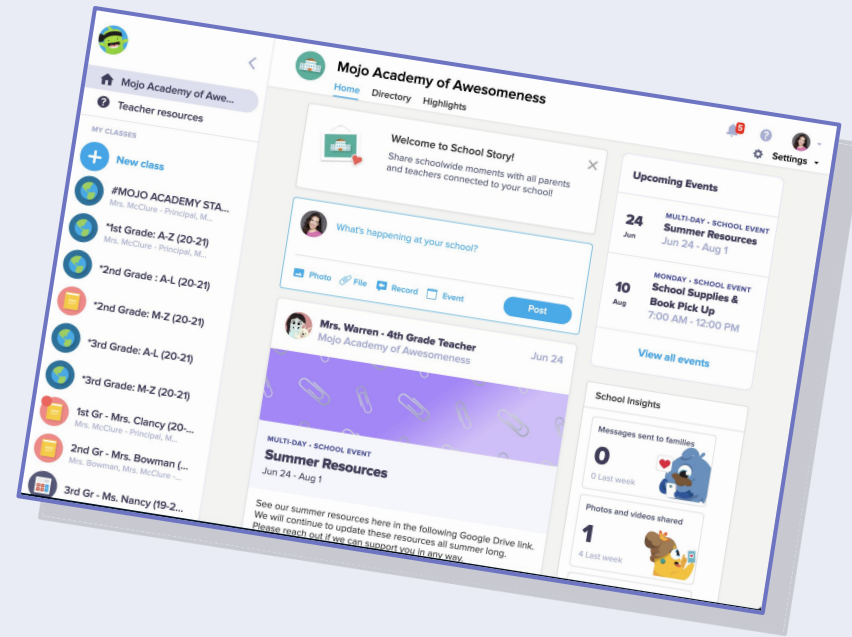 Mojo Academy of Awe...
Teacher resources
MY CLASSES
New class
#MOJO ACADEMY STA...
Mrs. McClure - Principal, M...
*1st Grade: A-Z (20-21)
Mrs. McClure - Principal, M...
*2nd Grade : A-L (20-21)
*2nd Grade: M-Z (20-21)
*3rd Grade: A-L (20-21)
*3rd Grade: M-Z (20-21)
1st Gr - Mrs. Clancy (20-...
Mrs. McClure - Principal, M...
2nd Gr - Mrs. Bowman (...
Mrs. Bowman, Mrs. McClure -...
3rd Gr - Ms. Nancy (19-2...
Mojo Academy of Awesomeness
Home Directory Highlights
5
Settings
Welcome to School Story!
Share schoolwide moments with all parents
and teachers connected to your school!
What's happening at your school?
Photo File Record Event
Post
Mrs. Warren - 4th Grade Teacher
Mojo Academy of Awesomeness
Jun 24
MULTI-DAY • SCHOOL EVENT
Summer Resources
Jun 24 - Aug 1
See our summer resources here in the following Google Drive link.
We will continue to update these resources all summer long.
Please reach out if we can support you in any way.
Upcoming Events
24
Jun
MULTI-DAY • SCHOOL EVENT
Summer Resources
Jun 24 - Aug 1
10
Aug
MONDAY • SCHOOL EVENT
School Supplies &
Book Pick Up
7:00 AM - 12:00 PM
View all events
School Insights
Messages sent to families
0
0 Last week
Photos and videos shared
1
4 Last week